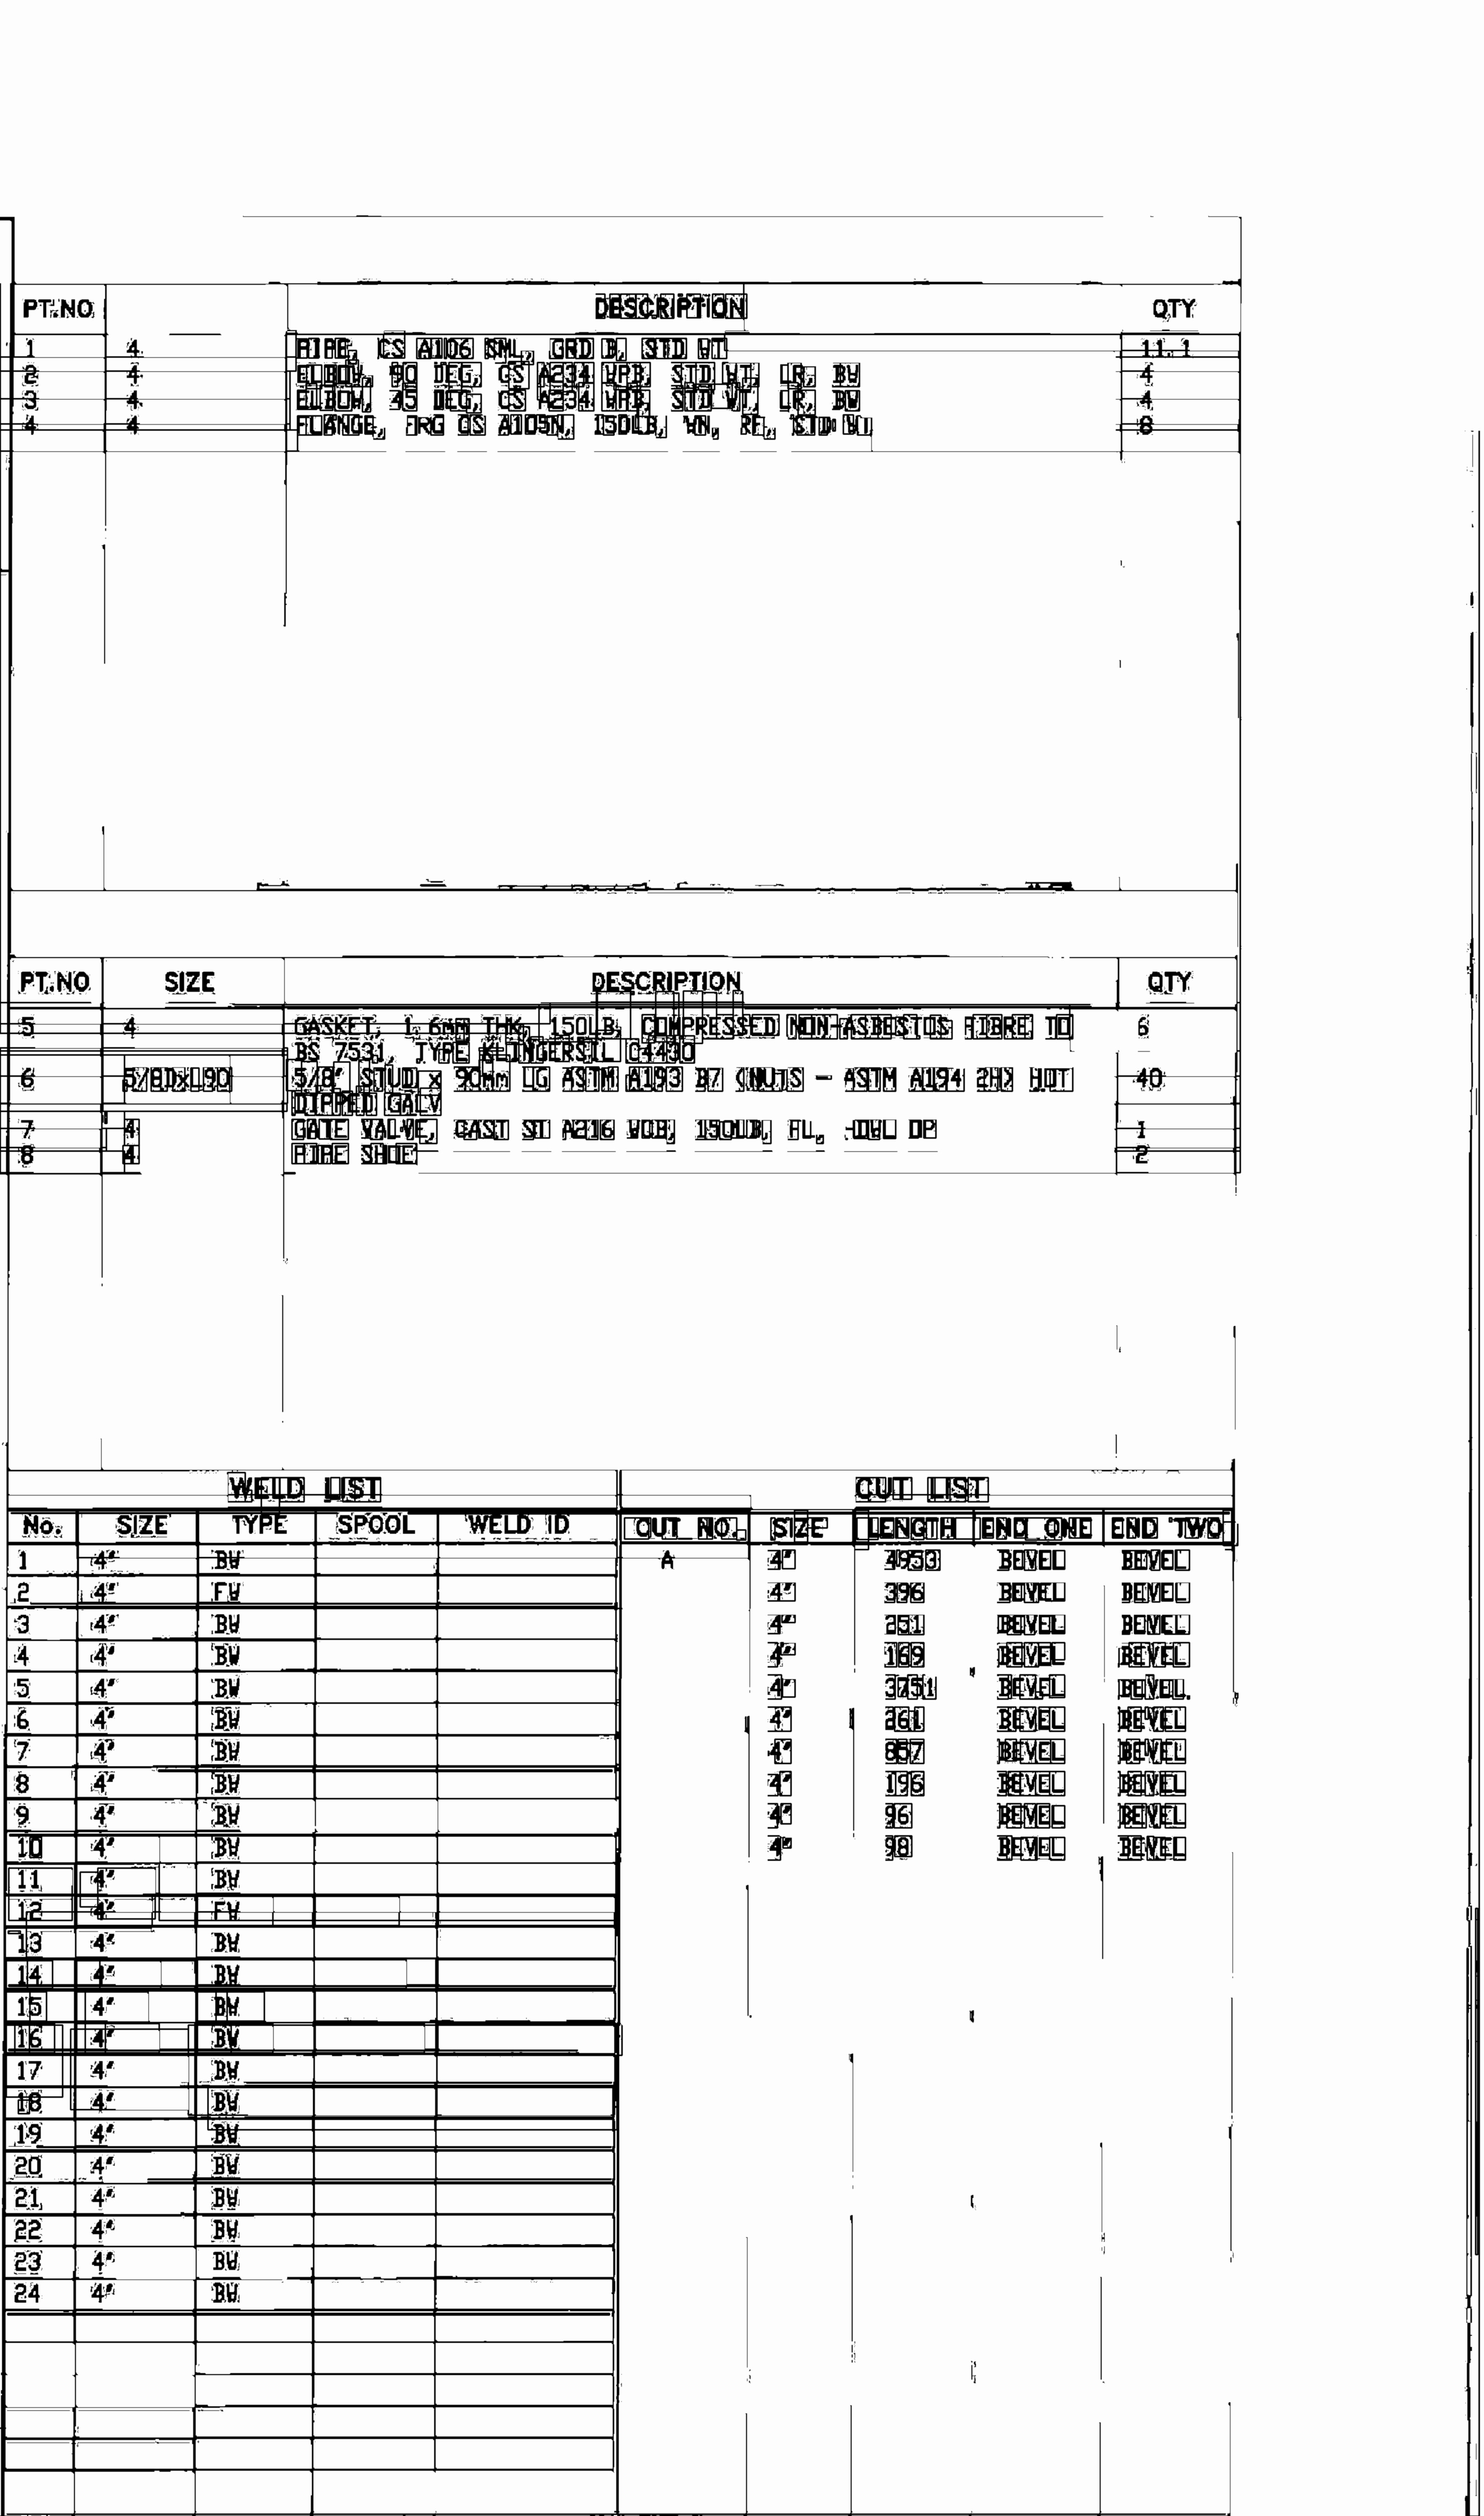 PT.NO DESCRIPTION QTY
1 4 PIPE, CS A106 SML, GRD B, STD WT 11.1
2 4 ELBOW, 90 DEG, CS A234 WPB, STD WT, LR, BW 4
3 4 ELBOW, 45 DEG, CS A234 WPB, STD WT, LR, BW 4
4 4 FLANGE, FRG CS A105N, 150LB, WN, RF, 8
PT.NO SIZE DESCRIPTION QTY
5 4 GASKET, 1.6mm THK, 150LB, COMPRESSED NON-ASBESTOS FIBRE TO 6
BS 7531, TYPE KLINGERSIL C4430
6 5/8" STUD x 90mm LG ASTM A193 B7 (NUTS - ASTM A194 2H) HOT 40
DIPPED GALV
7 4 GATE VALVE, CAST ST A216 WCB, 150LB, FL, 1
8 4 PIPE SHOE 2
WELD LIST CUT LIST
No. SIZE TYPE SPOOL WELD ID CUT NO. SIZE LENGTH END ONE END TWO
1 4" BW A 4" 4953 BEVEL BEVEL
2 4" FW 4" 396 BEVEL BEVEL
3 4" BW 4" 251 BEVEL BEVEL
4 4" BW 4" 169 BEVEL BEVEL
5 4" BW 4" 3751 BEVEL BEVEL
6 4" BW 4" 261 BEVEL BEVEL
7 4" BW 4" BEVEL BEVEL
8 4" BW 4" 196 BEVEL BEVEL
9 4" BW 4" 96 BEVEL BEVEL
10 4" BW 4" BEVEL BEVEL
11 4" BW
12 4" FW
13 4" BW
14 4" BW
15 4" BW
16 4" BW
17 4" BW
18 4" BW
19 4" BW
20 4" BW
21 4" BW
22 4" BW
23 4" BW
24 4" BW